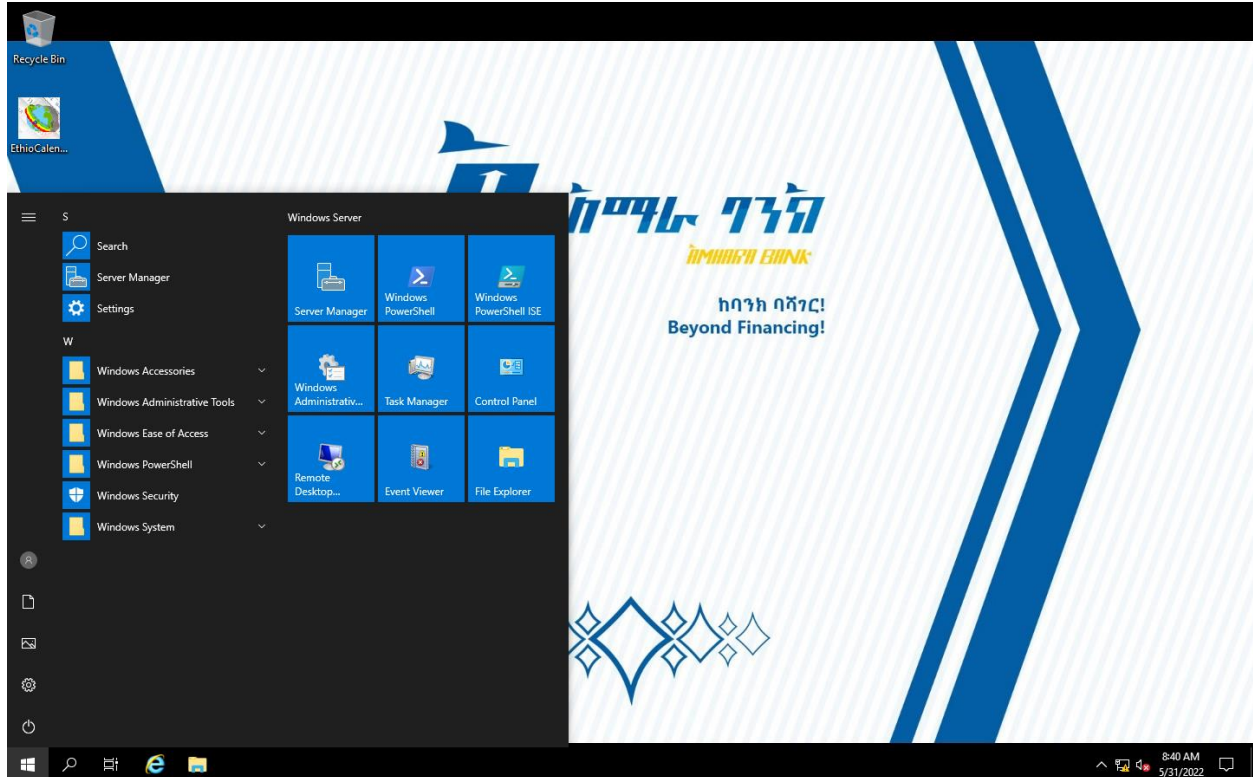 Recycle Bin
EthioCalen...
አማራ ባንክ
AMHARA BANK
ከባንክ ባሻገር!
Beyond Financing!
S
Search
Server Manager
Settings
W
Windows Accessories
Windows Administrative Tools
Windows Ease of Access
Windows PowerShell
Windows Security
Windows System
Windows Server
Server Manager
Windows
PowerShell
Windows
PowerShell ISE
Windows
Administrativ...
Task Manager
Control Panel
Remote
Desktop...
Event Viewer
File Explorer
8:40 AM
5/31/2022